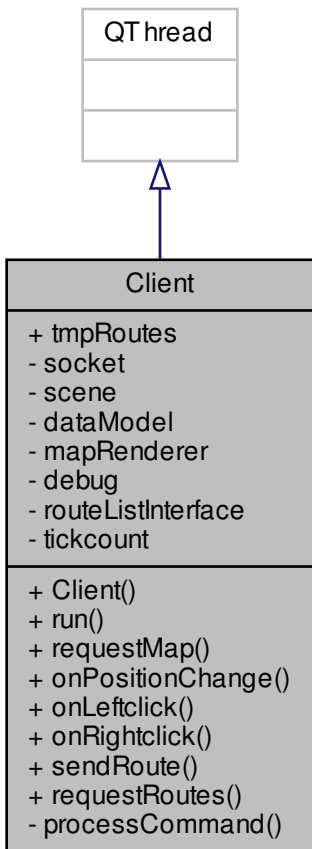 QThread
Client
+ tmpRoutes
- socket
- scene
- dataModel
- mapRenderer
- debug
- routeListInterface
- tickcount
+ Client()
+ run()
+ requestMap()
+ onPositionChange()
+ onLeftclick()
+ onRightclick()
+ sendRoute()
+ requestRoutes()
- processCommand()